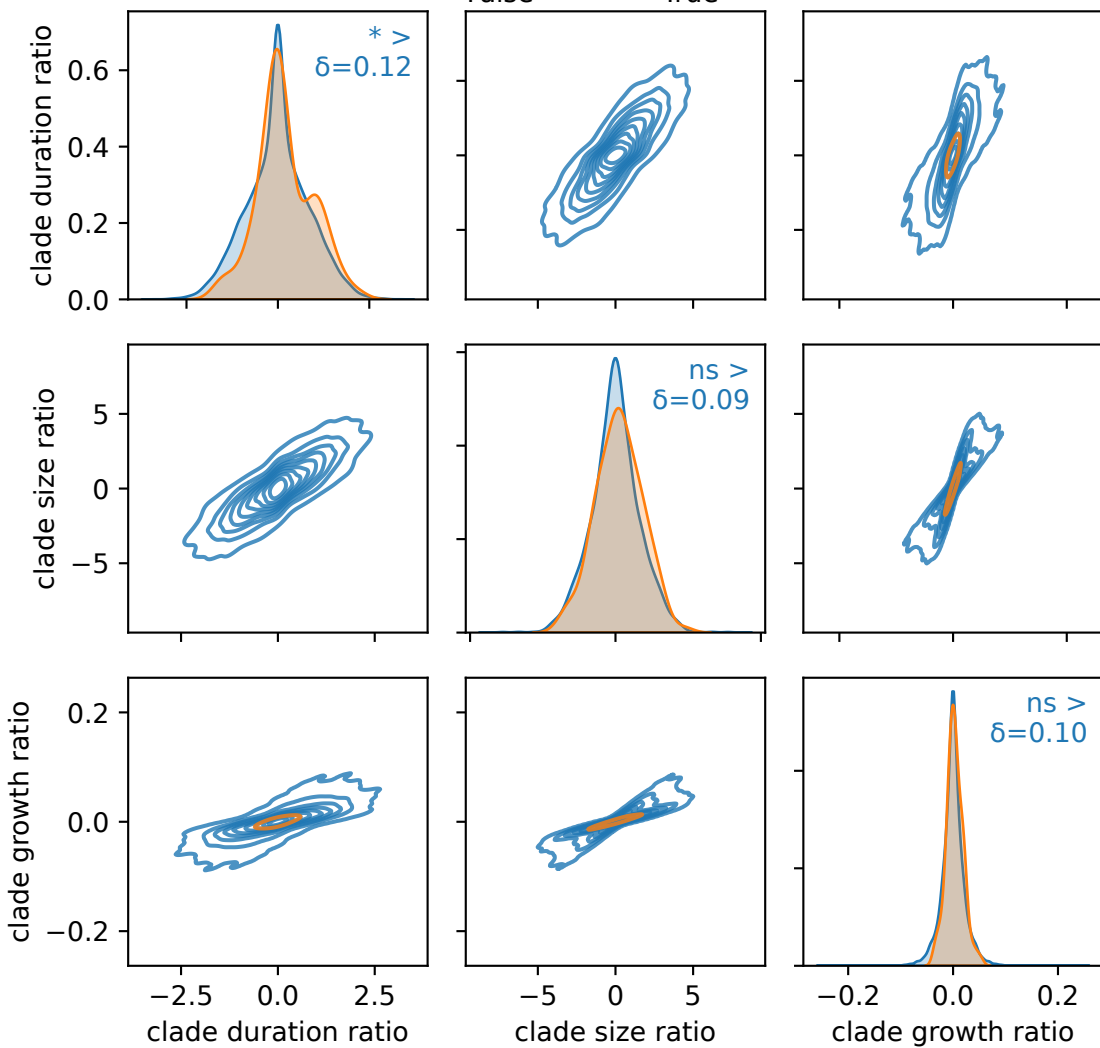 True
clade duration ratio
0.6
0.4
0.2
0.0
* >
δ=0.12
clade size ratio
5
0
−5
ns >
δ=0.09
clade growth ratio
0.2
0.0
−0.2
ns >
δ=0.10
−2.5 0.0 2.5
−5 0 5
−0.2 0.0 0.2
clade duration ratio
clade size ratio
clade growth ratio